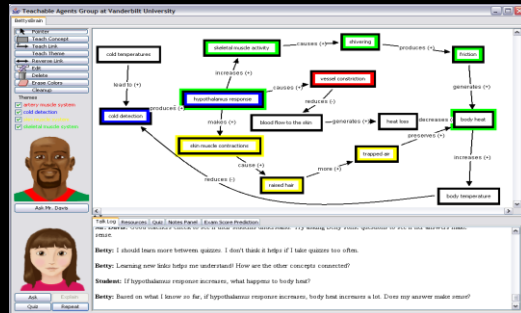 Teachable Agents Group at Vanderbilt University
BettysBrain
Pointer
Teach Concept
Teach Link
Teach Theme
Reverse Link
Edit
Delete
Erase Colors
Cleanup
Themes
artery muscle system
cold detection
skeletal muscle system
Ask Mr. Davis
cold temperatures
lead to (+)
cold detection
produces (+)
hypothalamus response
increases (+)
skeletal muscle activity
causes (+)
shivering
produces (+)
friction
generates (+)
causes (+)
vessel constriction
reduces (-)
blood flow to the skin
generates (+)
heat loss
decreases (-)
body heat
makes (+)
skin muscle contractions
cause (+)
raised hair
more (+)
trapped air
preserves (+)
increases (+)
body temperature
reduces (-)
Talk Log
Resources
Quiz
Notes Panel
Exam Score Prediction
sense.
Betty: I should learn more between quizzes. I don't think it helps if I take quizzes too often.
Betty: Learning new links helps me understand! How are the other concepts connected?
Student: If hypothalamus response increases, what happens to body heat?
Betty: Based on what I know so far, if hypothalamus response increases, body heat increases a lot. Does my answer make sense?
Ask
Explain
Quiz
Repeat